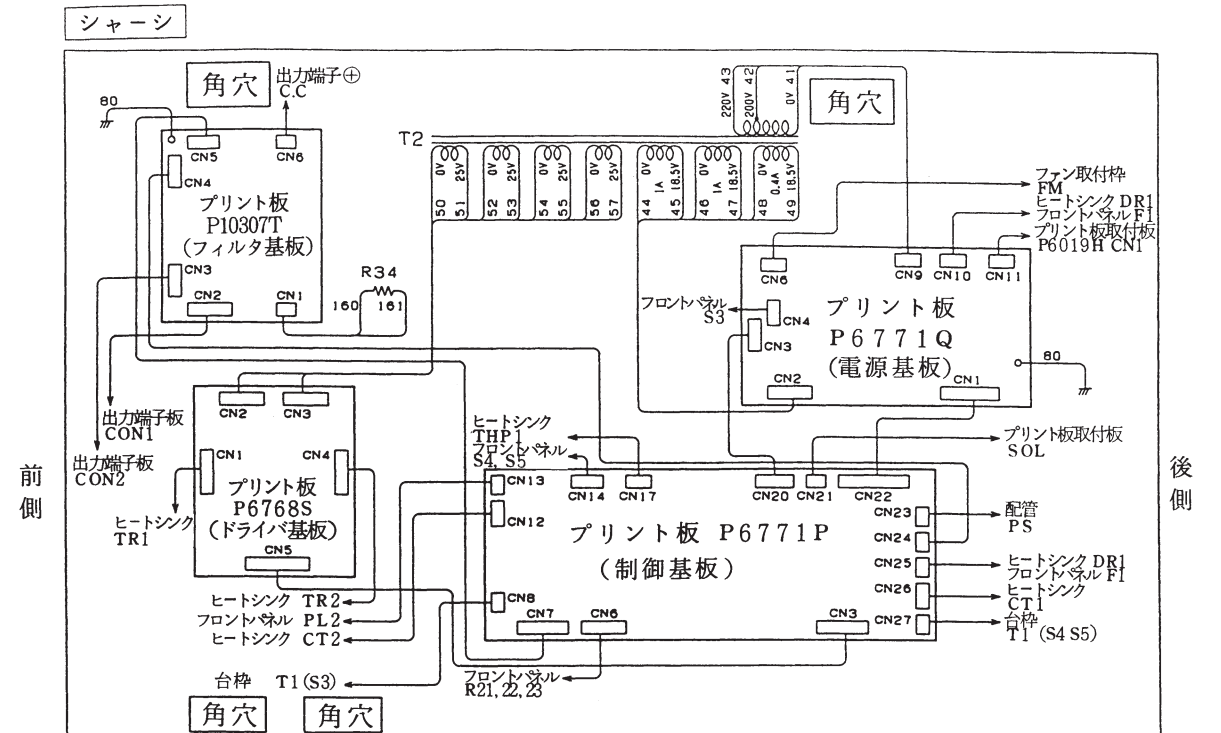 シャーシ
角穴
出力端子⊕
C.C
80
CN5
CN6
CN4
プリント板
P10307T
(フィルタ基板)
CN3
CN2
CN1
R34
160
161
T2
220V 43
200V 42
0V 41
角穴
0V
25V
0V
25V
0V
25V
0V
25V
0V
1A
18.5V
0V
1A
18.5V
0V
0.4A
18.5V
50
51
52
53
54
55
56
57
44
45
46
47
48
49
ファン取付枠
FM
ヒートシンク DR1
フロントパネル F1
プリント板取付板
P6019H CN1
CN6
CN9
CN10
CN11
フロントパネル
S3
CN4
CN3
プリント板
P6771Q
(電源基板)
80
CN2
CN1
出力端子板
CON1
出力端子板
CON2
CN2
CN3
CN1
CN4
プリント板
P6768S
(ドライバ基板)
CN5
ヒートシンク
TR1
ヒートシンク
THP1
フロントパネル
S4, S5
プリント板取付板
SOL
前側
後側
CN13
CN14
CN17
CN20
CN21
CN22
CN12
プリント板 P6771P
(制御基板)
CN23
配管
PS
CN24
CN25
ヒートシンク DR1
フロントパネル F1
CN26
ヒートシンク
CT1
CN27
台枠
T1 (S4 S5)
CN8
CN7
CN6
CN3
ヒートシンク TR2
フロントパネル PL2
ヒートシンク CT2
台枠 T1 (S3)
フロントパネル
R21, 22, 23
角穴
角穴